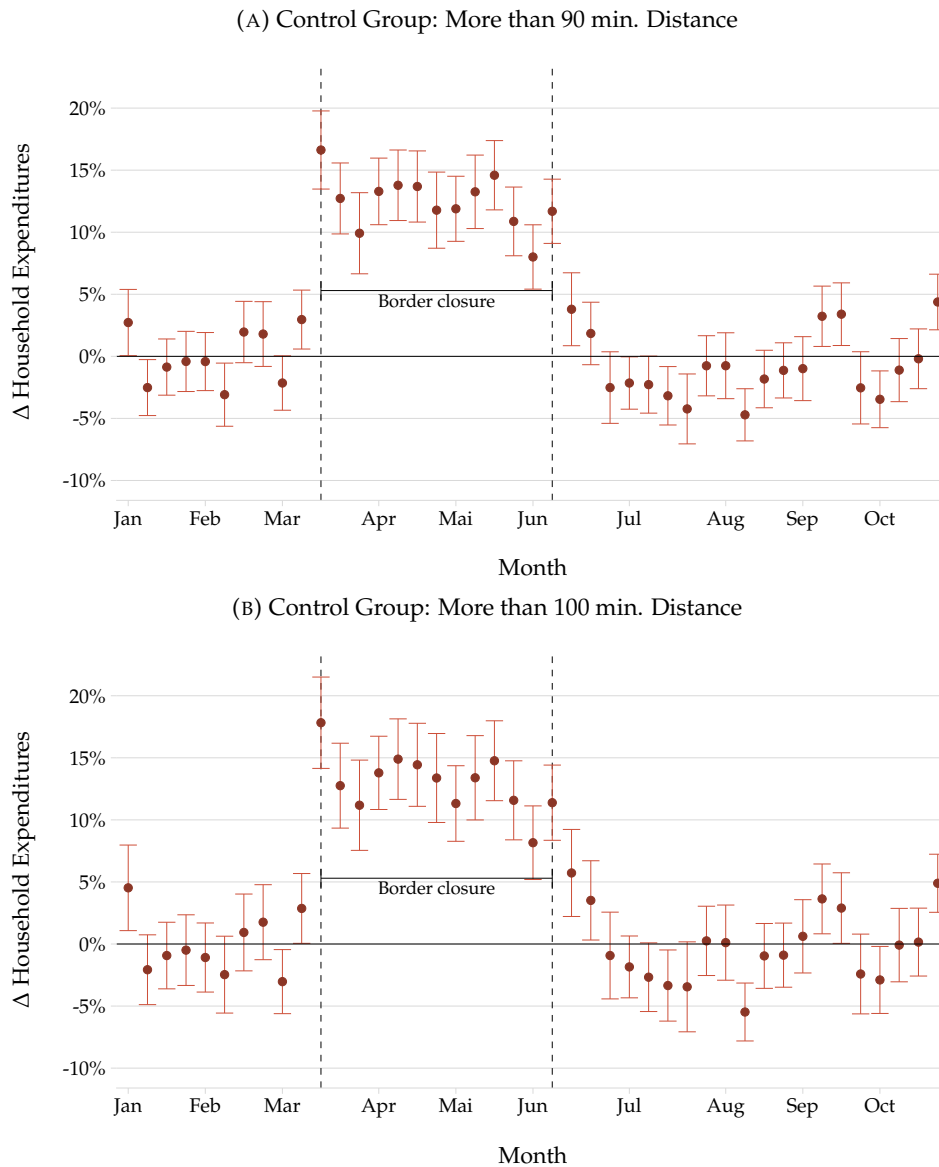 (A) Control Group: More than 90 min. Distance
Δ Household Expenditures
20%
15%
10%
5%
0%
-5%
-10%
Border closure
Jan Feb Mar Apr Mai Jun Jul Aug Sep Oct
Month
(B) Control Group: More than 100 min. Distance
Δ Household Expenditures
20%
15%
10%
5%
0%
-5%
-10%
Border closure
Jan Feb Mar Apr Mai Jun Jul Aug Sep Oct
Month